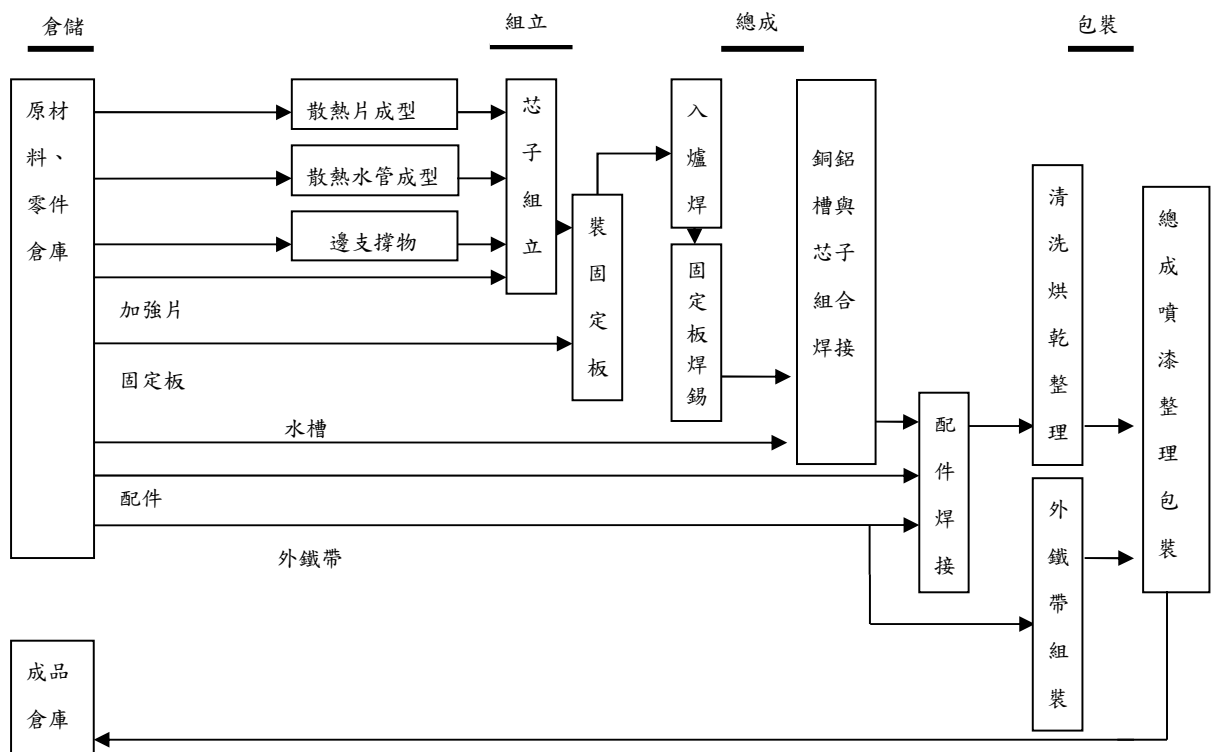 倉儲
組立
總成
包裝
原材
料、
零件
倉庫
散熱片成型
散熱水管成型
邊支撐物
芯子組立
裝固定板
入爐焊
固定板焊錫
銅鋁
槽與
芯子
組合
焊接
配件焊接
清洗烘乾整理
外鐵帶組裝
總成噴漆整理包裝
加強片
固定板
水槽
配件
外鐵帶
成品
倉庫